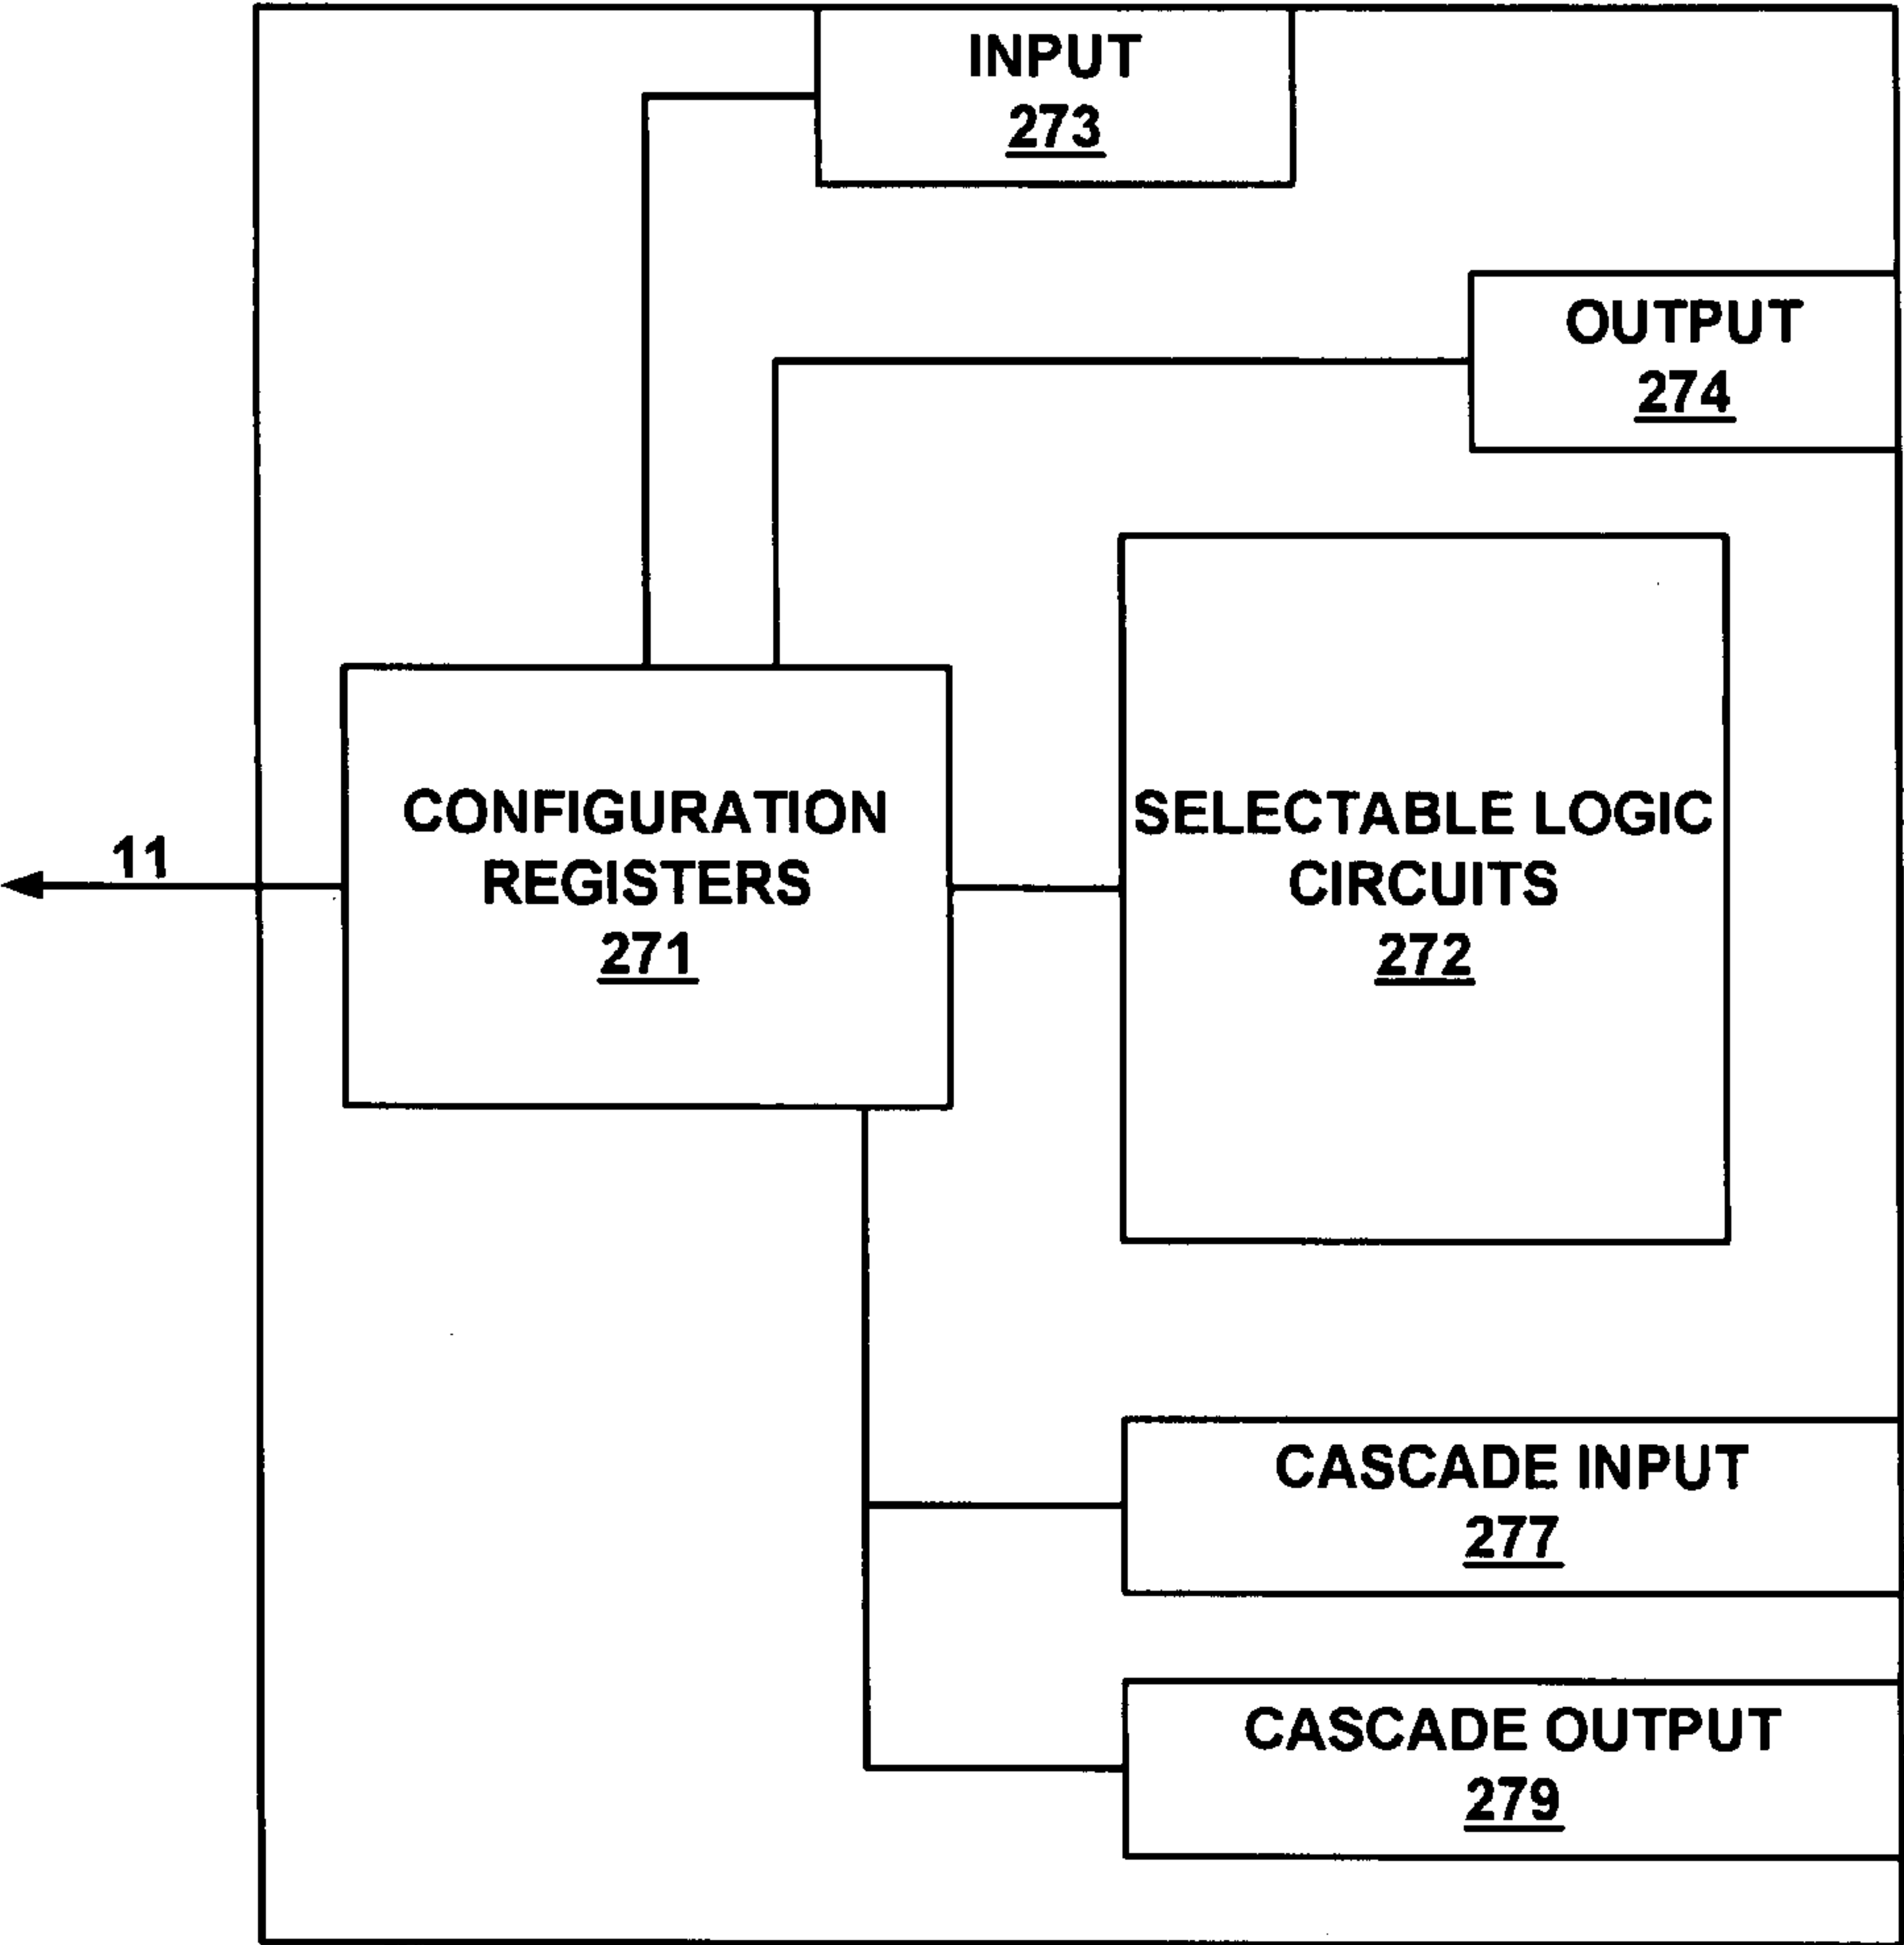 INPUT
273
OUTPUT
274
CONFIGURATION
REGISTERS
271
SELECTABLE LOGIC
CIRCUITS
272
11
CASCADE INPUT
277
CASCADE OUTPUT
279